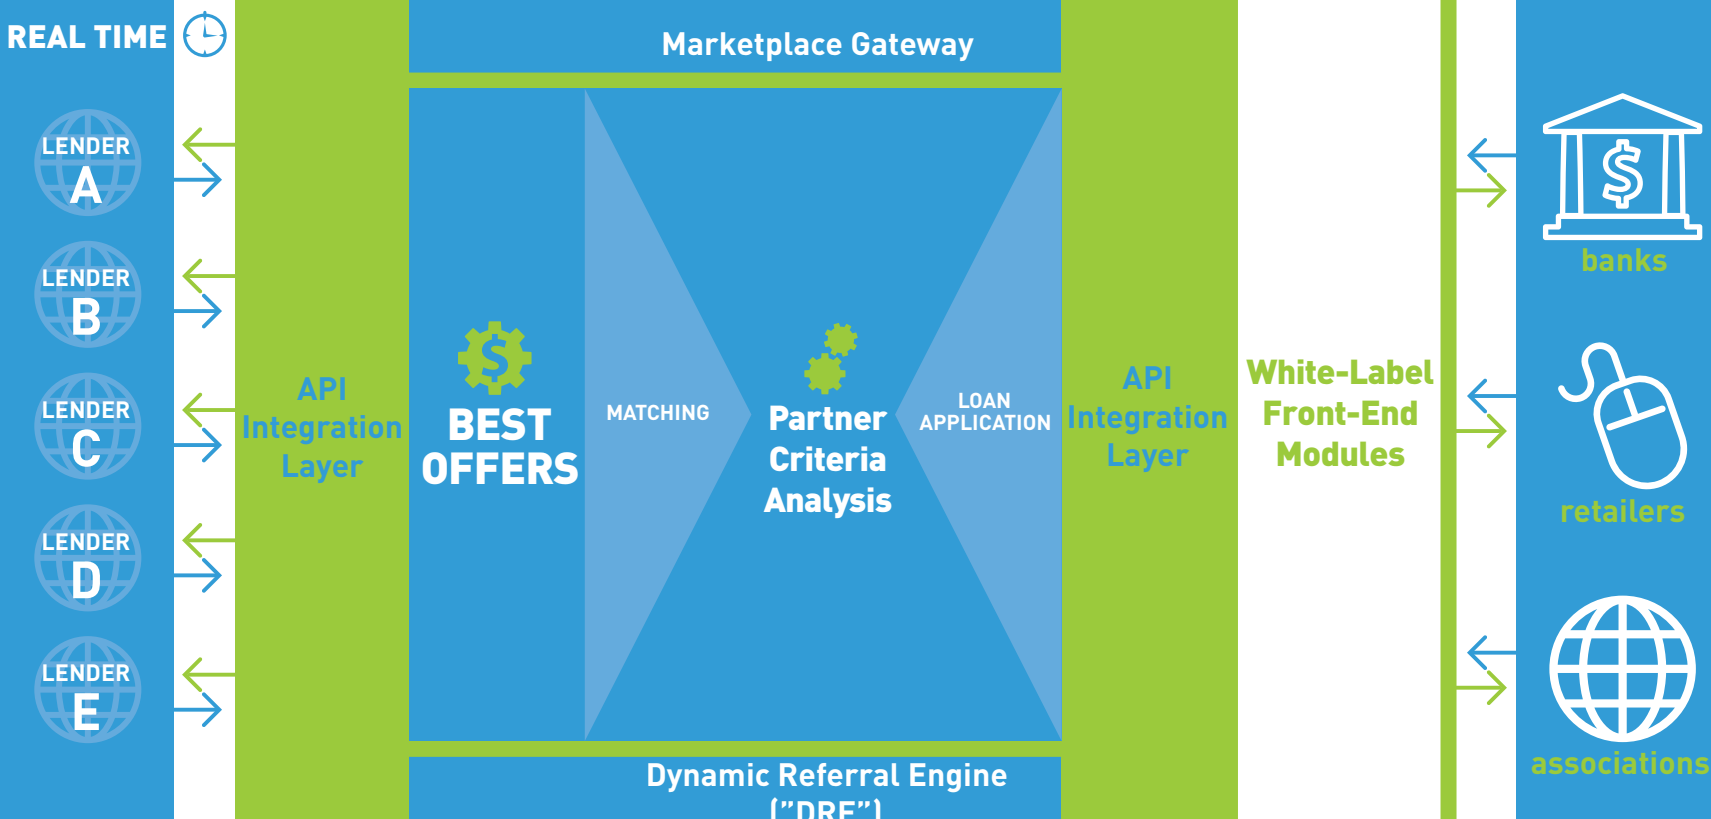 REAL TIME
LENDER
A
LENDER
B
LENDER
C
LENDER
D
LENDER
E
API
Integration
Layer
Marketplace Gateway
$
BEST
OFFERS
MATCHING
Partner
Criteria
Analysis
LOAN
APPLICATION
Dynamic Referral Engine
("DRE")
API
Integration
Layer
White-Label
Front-End
Modules
$
banks
retailers
associations